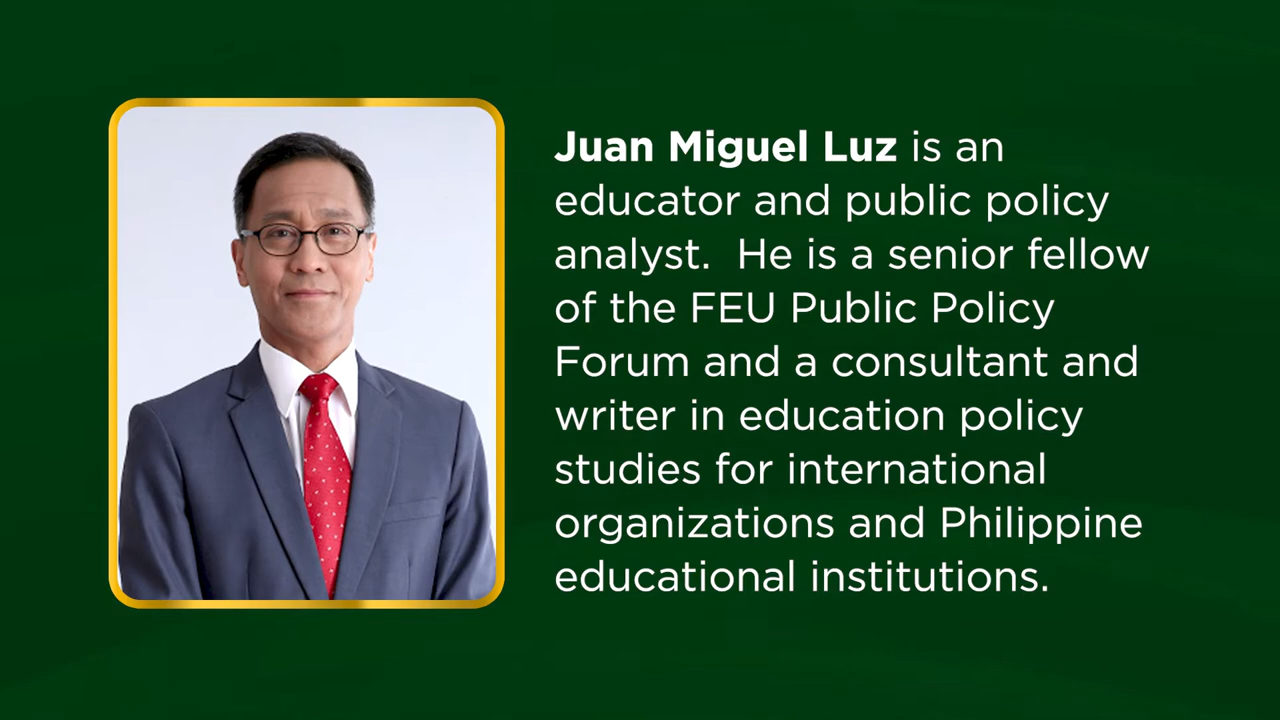 Juan Miguel Luz is an
educator and public policy
analyst.  He is a senior fellow
of the FEU Public Policy
Forum and a consultant and
writer in education policy
studies for international
organizations and Philippine
educational institutions.